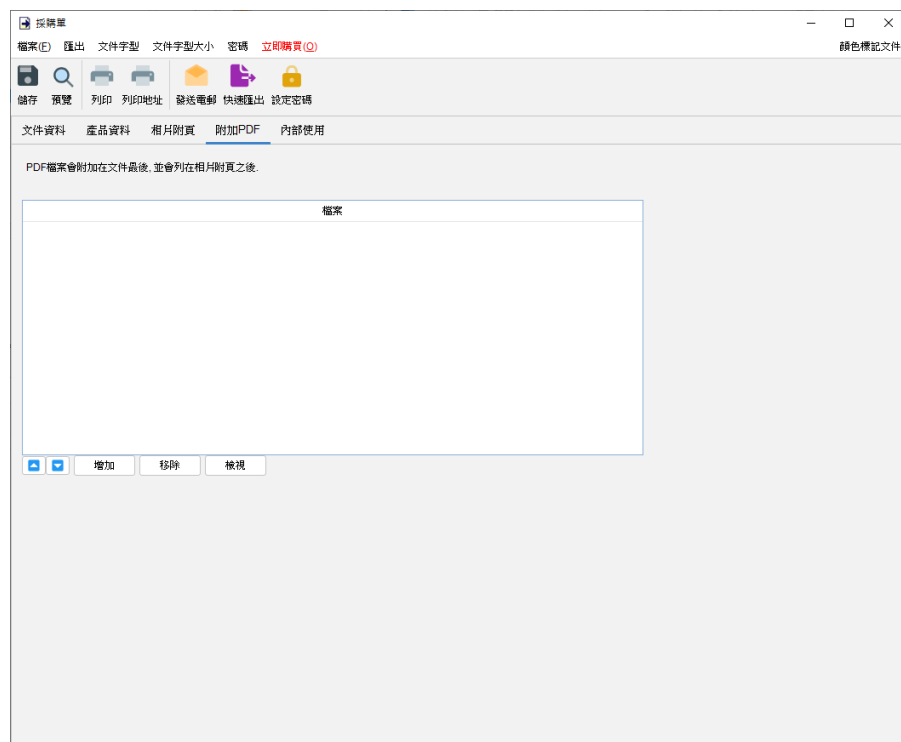 採購單
檔案(F) 匯出 文件字型 文件字型大小 密碼 立即購買(O) 顏色標記文件
儲存 預覽 列印 列印地址 發送電郵 快速匯出 設定密碼
文件資料 產品資料 相片附頁 附加PDF 內部使用
PDF檔案會附加在文件最後, 並會列在相片附頁之後.
檔案
增加 移除 檢視